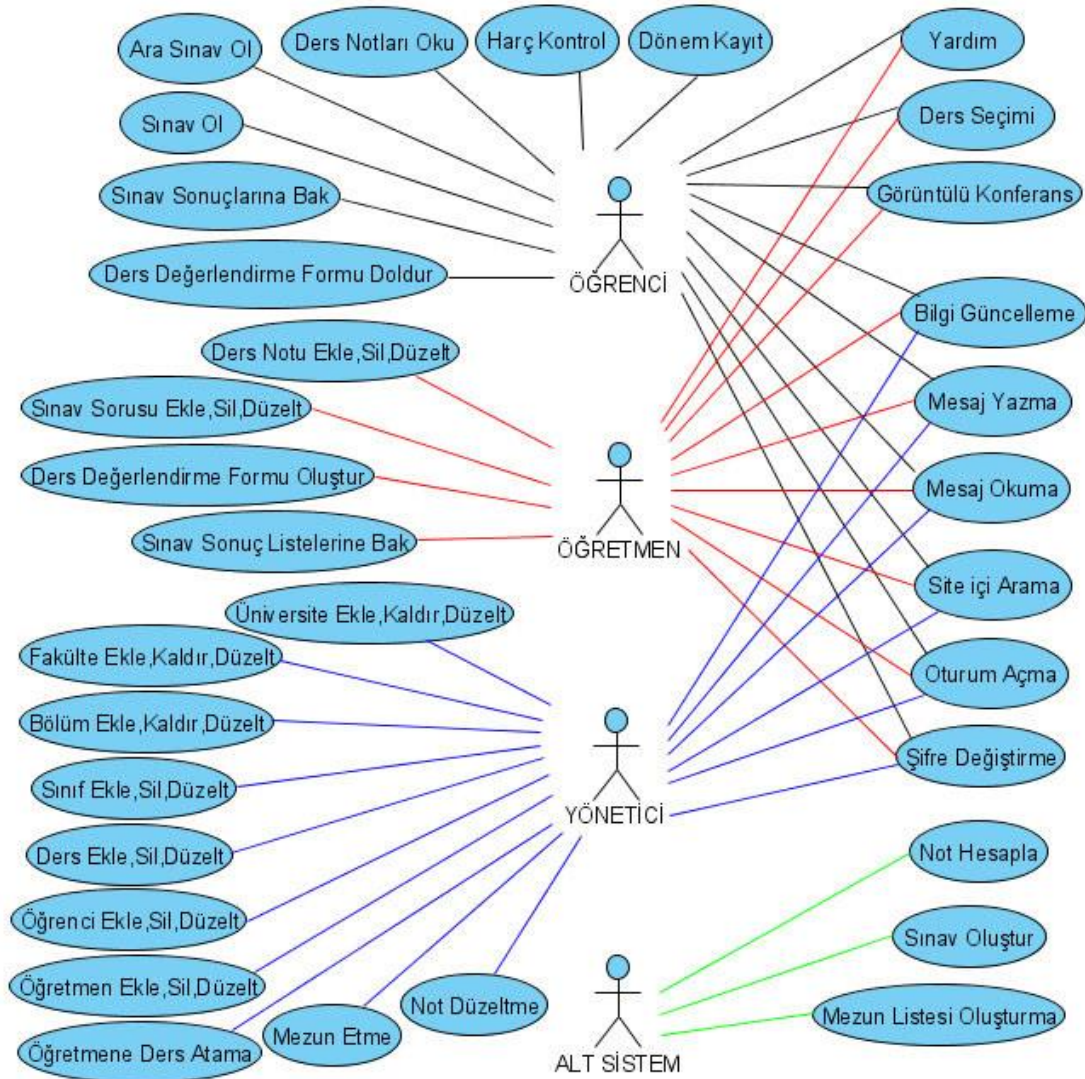 Ara Sınav Ol
Ders Notları Oku
Harç Kontrol
Dönem Kayıt
Yardım
Sınav Ol
Ders Seçimi
Sınav Sonuçlarına Bak
Görüntülü Konferans
Ders Değerlendirme Formu Doldur
ÖĞRENCİ
Bilgi Güncelleme
Ders Notu Ekle,Sil,Düzelt
Sınav Sorusu Ekle,Sil,Düzelt
Mesaj Yazma
Ders Değerlendirme Formu Oluştur
Mesaj Okuma
Sınav Sonuç Listelerine Bak
ÖĞRETMEN
Site içi Arama
Üniversite Ekle,Kaldır,Düzelt
Fakülte Ekle,Kaldır,Düzelt
Oturum Açma
Bölüm Ekle,Kaldır,Düzelt
Şifre Değiştirme
Sınıf Ekle,Sil,Düzelt
YÖNETİCİ
Ders Ekle,Sil,Düzelt
Not Hesapla
Öğrenci Ekle,Sil,Düzelt
Sınav Oluştur
Öğretmen Ekle,Sil,Düzelt
Not Düzeltme
Mezun Listesi Oluşturma
Mezun Etme
Öğretmene Ders Atama
ALT SİSTEM